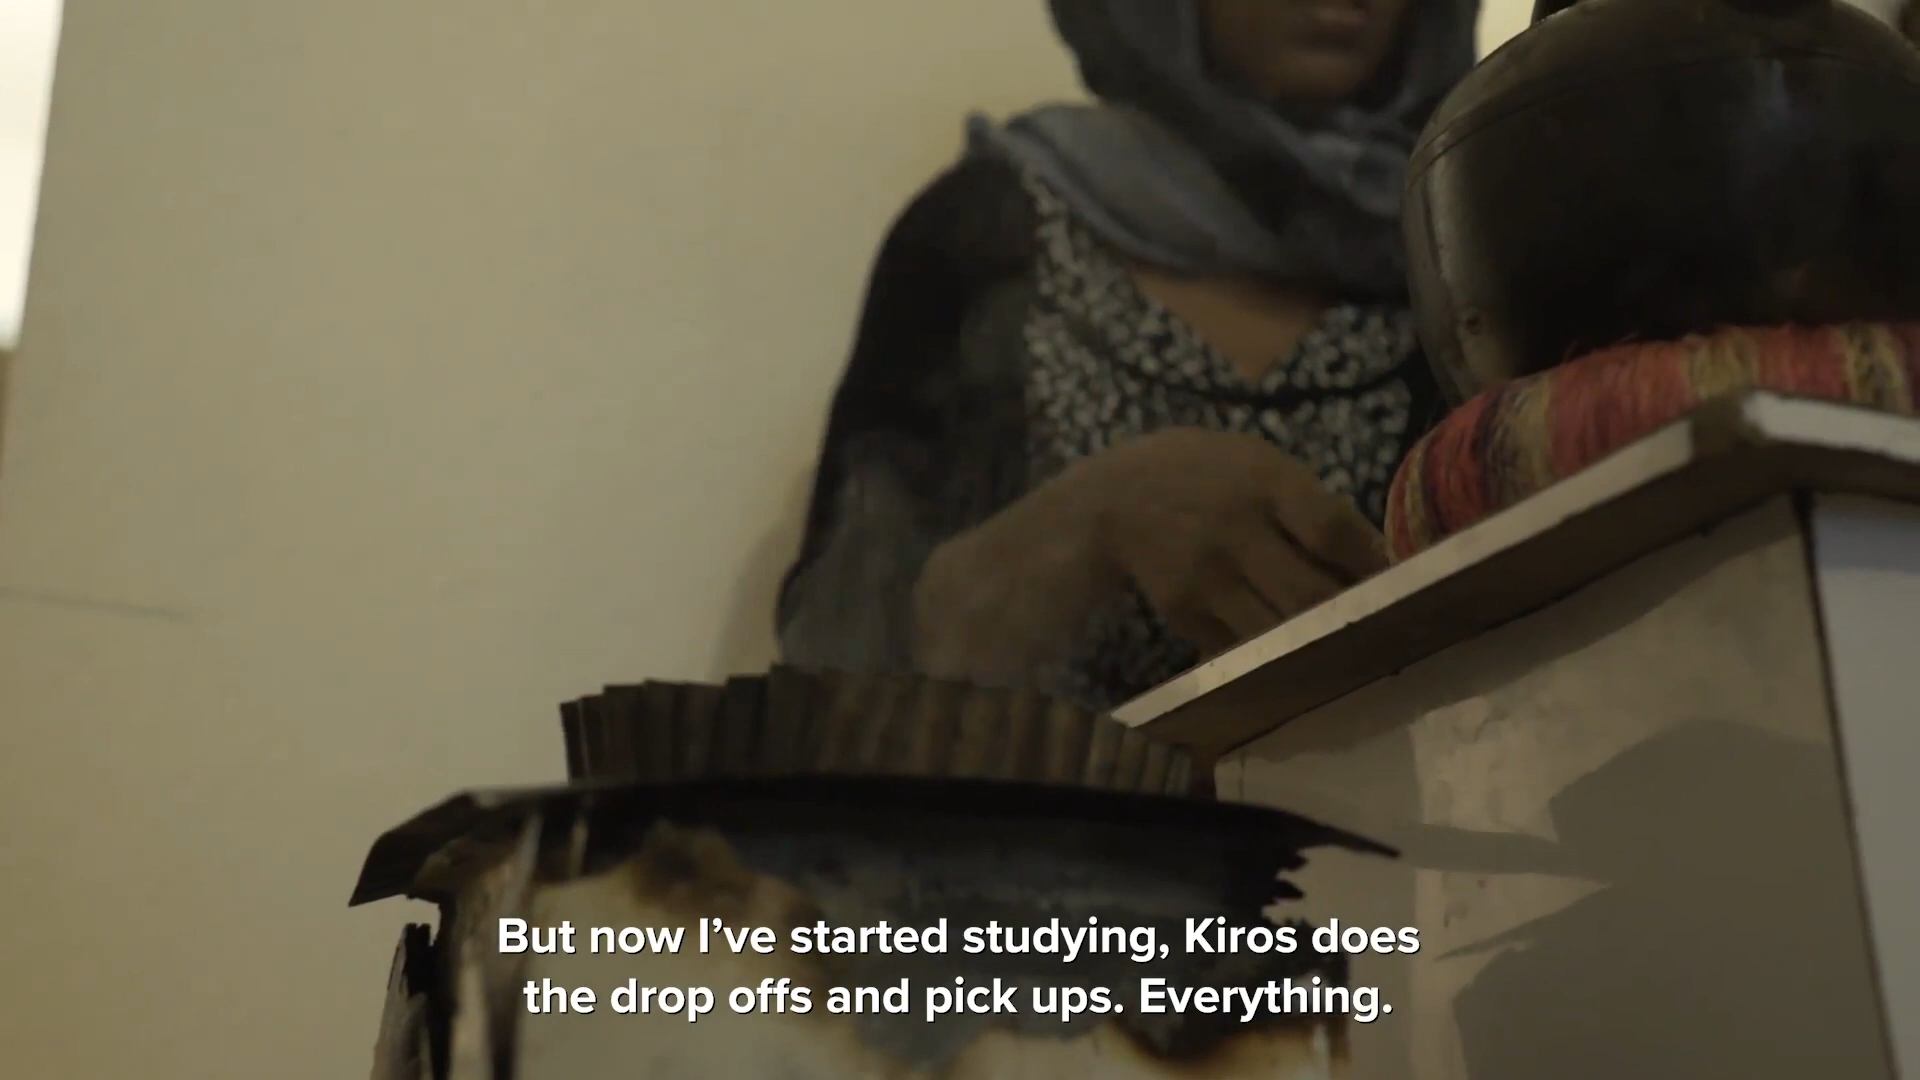 But now I’ve started studying, Kiros does
the drop offs and pick ups. Everything.